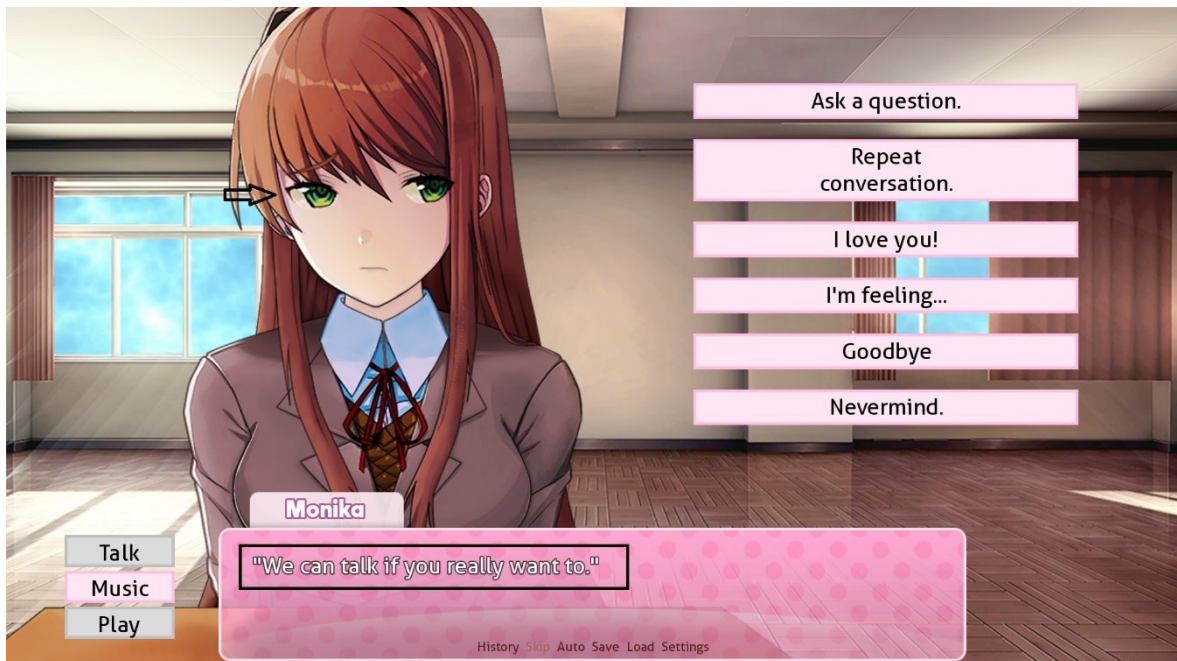 Ask a question.
Repeat
conversation.
I love you!
I'm feeling...
Goodbye
Nevermind.
Monika
"We can talk if you really want to."
Talk
Music
Play
History Skip Auto Save Load Settings